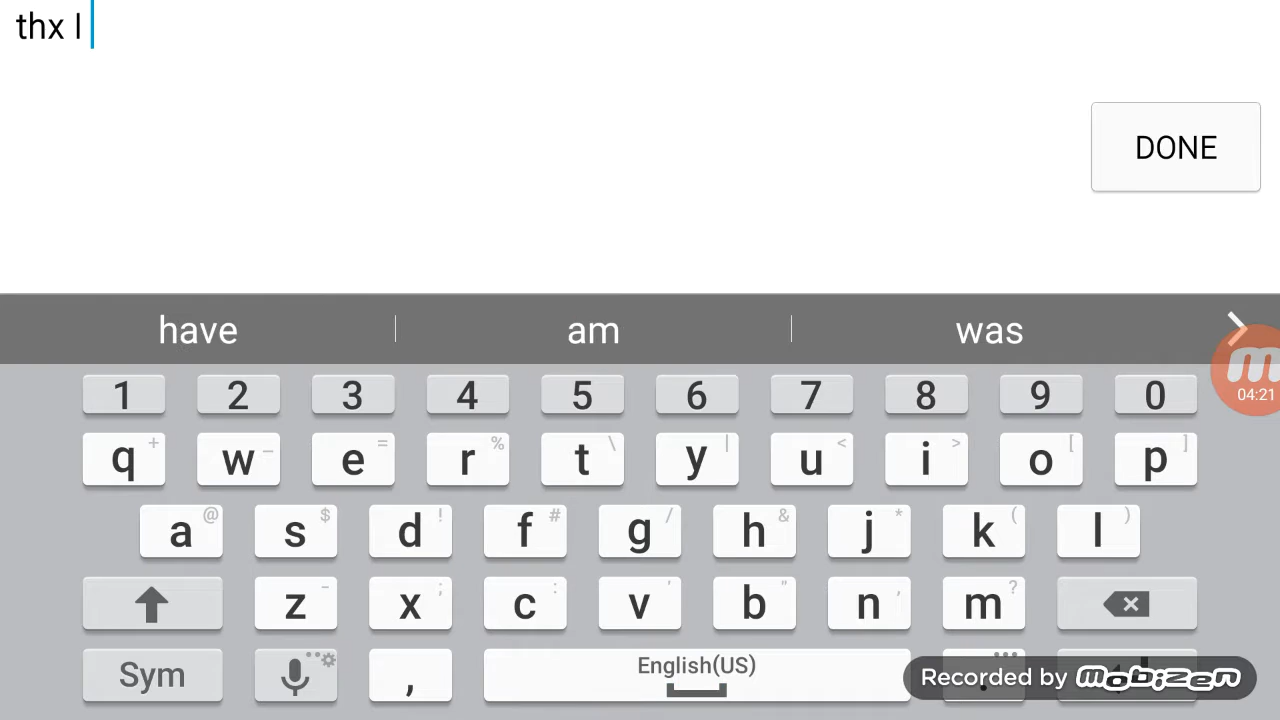 thx I
DONE
have am was
04:21
1 2 3 4 5 6 7 8 9 0
q + w - e = r % t \ y | u < i > o [ p ]
a @ s $ d ! f # g / h & j * k ( l )
z - x ; c : v ' b " n , m ?
Sym , English(US) .
Recorded by mobizen